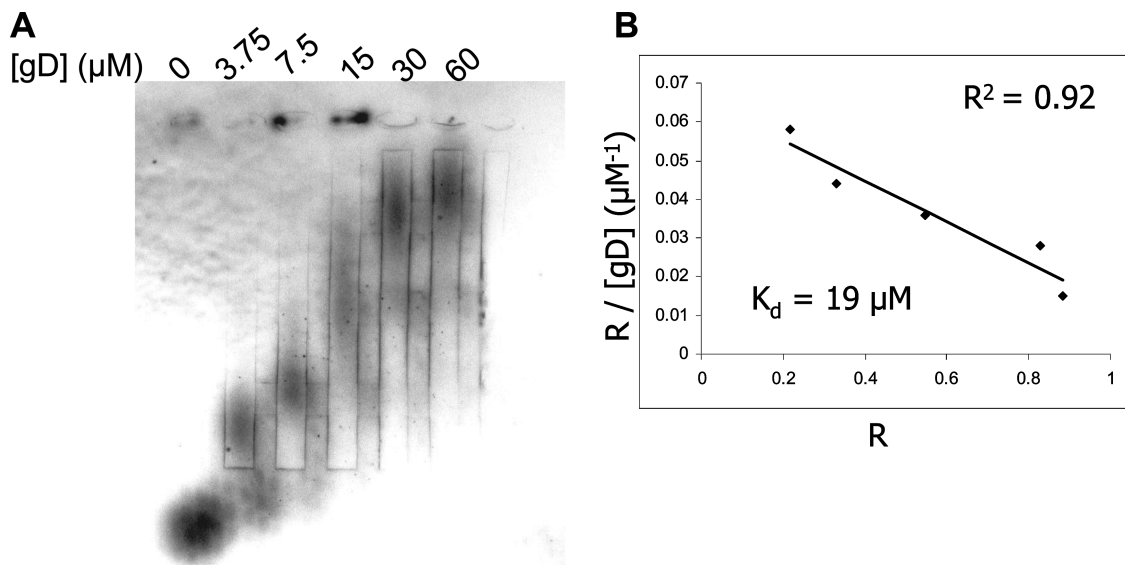 A
[gD] (µM) 0 3.75 7.5 15 30 60
B
R / [gD] (µM⁻¹)
0.07
0.06
0.05
0.04
0.03
0.02
0.01
0
R² = 0.92
K_d = 19 µM
0 0.2 0.4 0.6 0.8 1
R